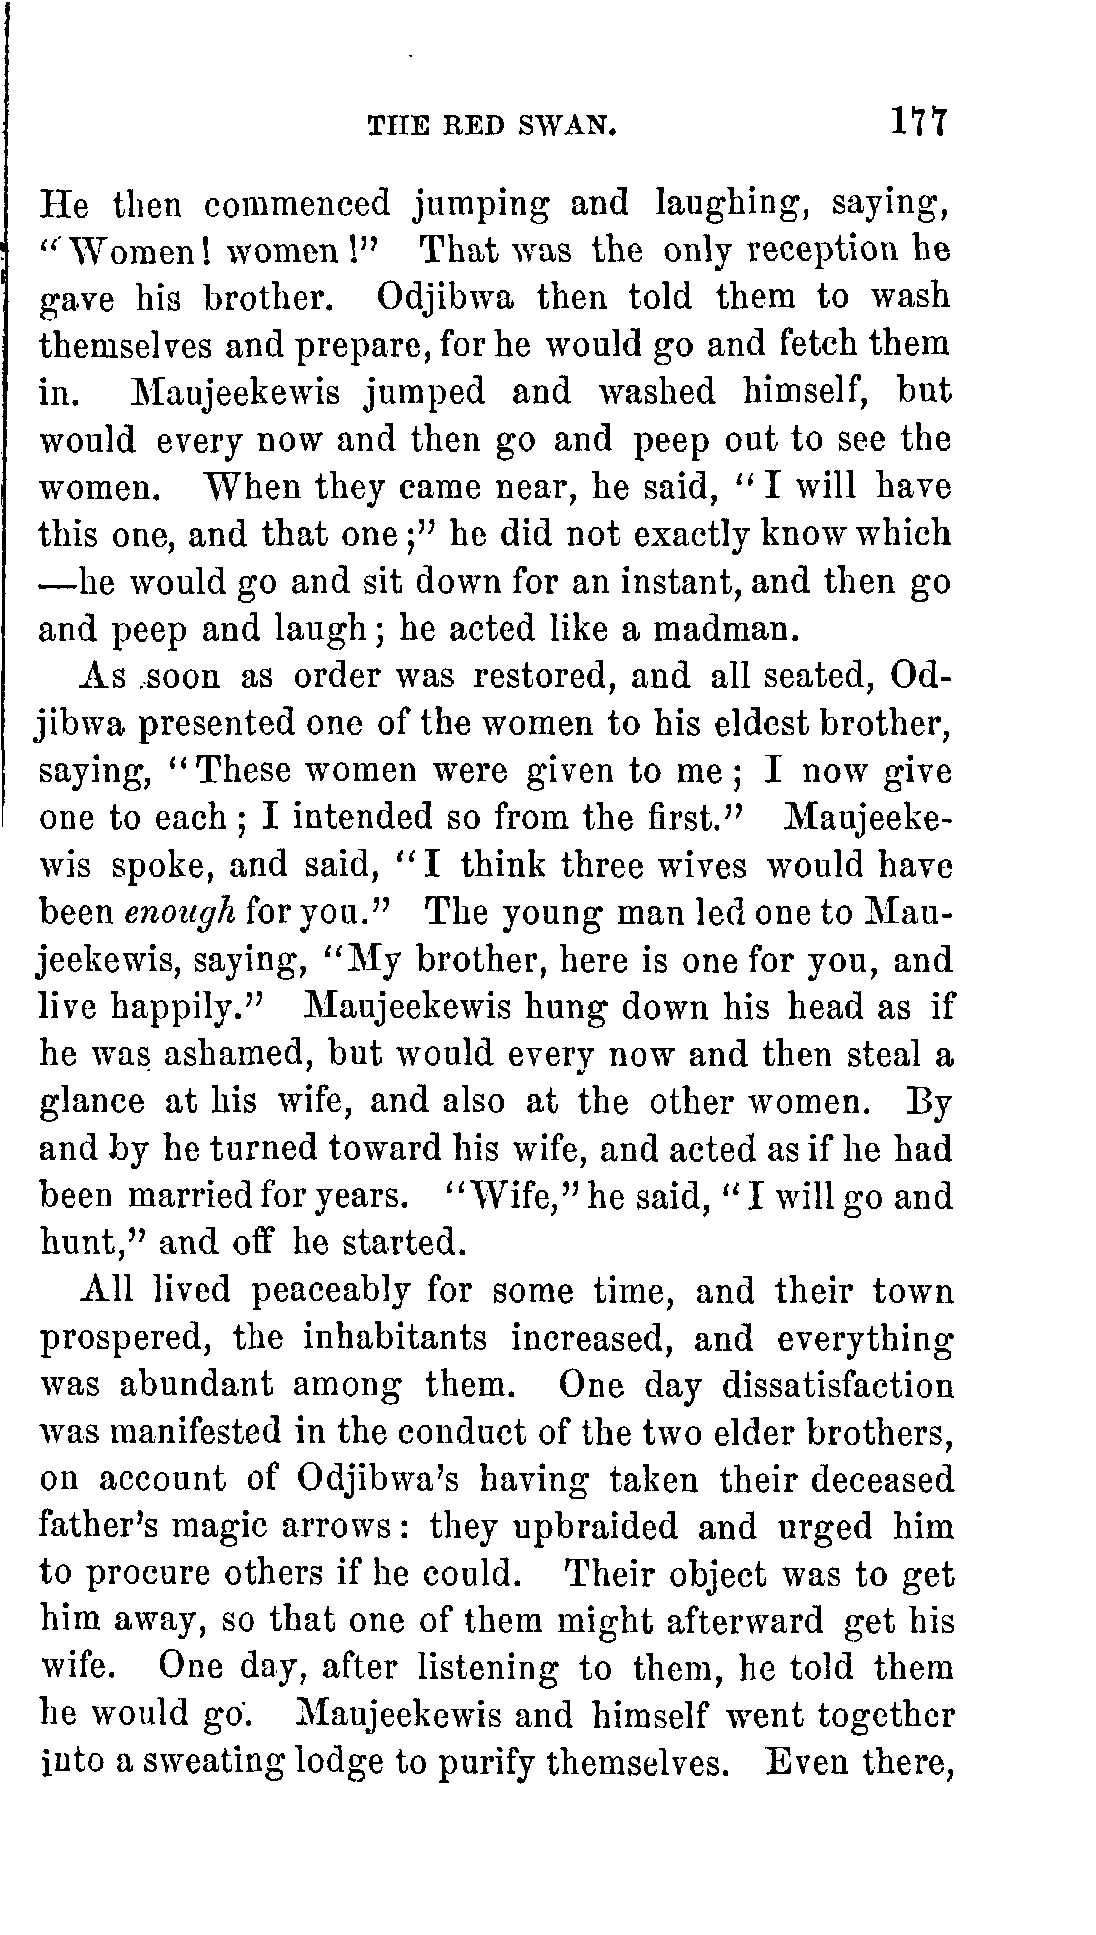 THE RED SWAN. 177
He then commenced jumping and laughing, saying,
"Women! women!" That was the only reception he
gave his brother. Odjibwa then told them to wash
themselves and prepare, for he would go and fetch them
in. Maujeekewis jumped and washed himself, but
would every now and then go and peep out to see the
women. When they came near, he said, "I will have
this one, and that one;" he did not exactly know which
—he would go and sit down for an instant, and then go
and peep and laugh; he acted like a madman.
As soon as order was restored, and all seated, Od-
jibwa presented one of the women to his eldest brother,
saying, "These women were given to me; I now give
one to each; I intended so from the first." Maujeeke-
wis spoke, and said, "I think three wives would have
been enough for you." The young man led one to Mau-
jeekewis, saying, "My brother, here is one for you, and
live happily." Maujeekewis hung down his head as if
he was ashamed, but would every now and then steal a
glance at his wife, and also at the other women. By
and by he turned toward his wife, and acted as if he had
been married for years. "Wife," he said, "I will go and
hunt," and off he started.
All lived peaceably for some time, and their town
prospered, the inhabitants increased, and everything
was abundant among them. One day dissatisfaction
was manifested in the conduct of the two elder brothers,
on account of Odjibwa's having taken their deceased
father's magic arrows: they upbraided and urged him
to procure others if he could. Their object was to get
him away, so that one of them might afterward get his
wife. One day, after listening to them, he told them
he would go. Maujeekewis and himself went together
into a sweating lodge to purify themselves. Even there,